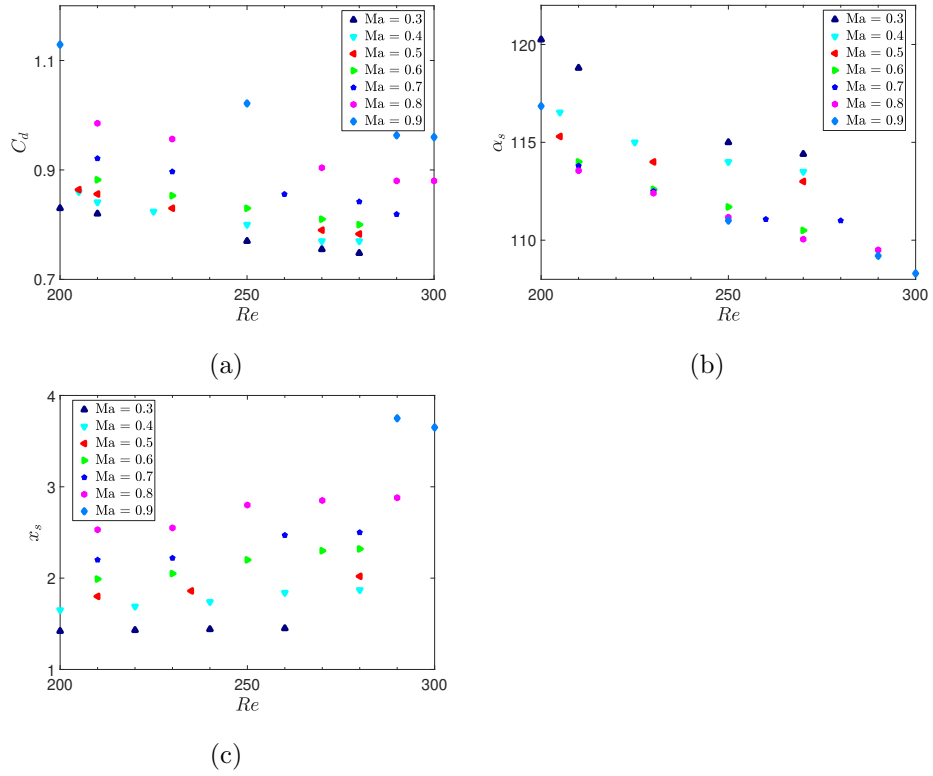 1.1
0.9
0.7
C_d
200
250
300
Re
Ma = 0.3
Ma = 0.4
Ma = 0.5
Ma = 0.6
Ma = 0.7
Ma = 0.8
Ma = 0.9
(a)
120
115
110
α_s
200
250
300
Re
Ma = 0.3
Ma = 0.4
Ma = 0.5
Ma = 0.6
Ma = 0.7
Ma = 0.8
Ma = 0.9
(b)
4
3
2
1
x_s
200
250
300
Re
Ma = 0.3
Ma = 0.4
Ma = 0.5
Ma = 0.6
Ma = 0.7
Ma = 0.8
Ma = 0.9
(c)